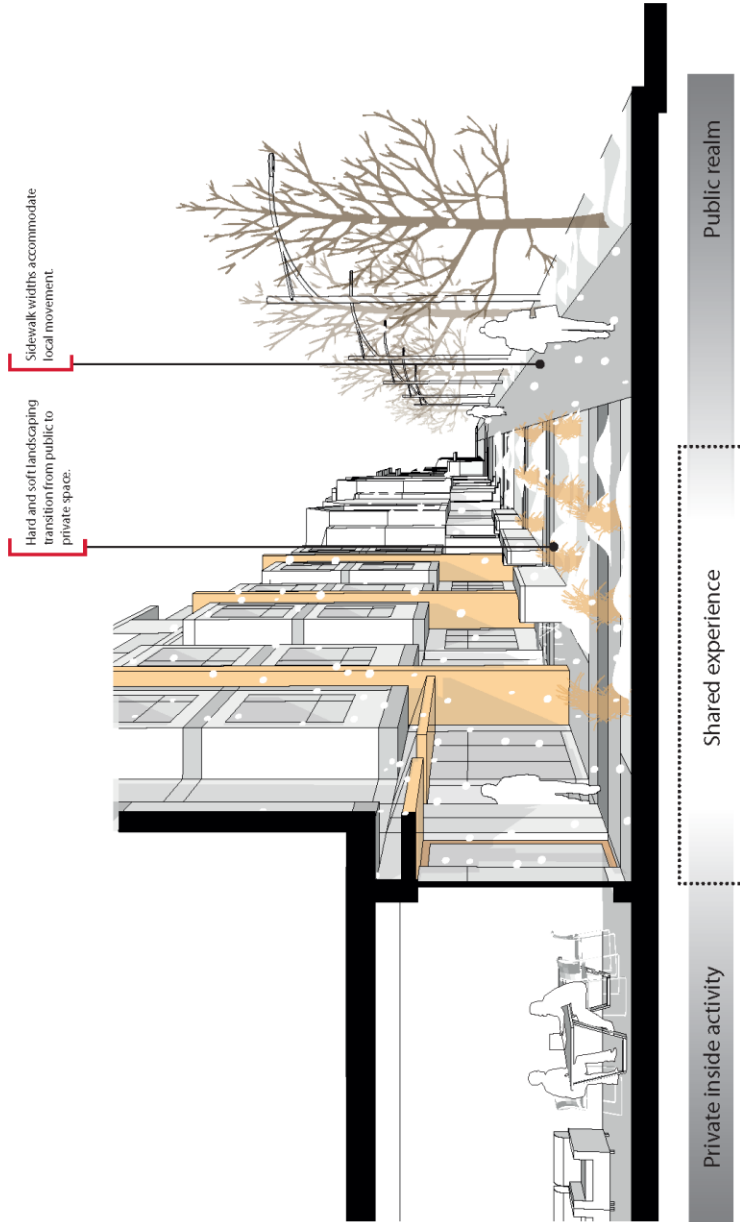 Hard and soft landscaping
transition from public to
private space.
Sidewalk widths accommodate
local movement.
Private inside activity
Shared experience
Public realm